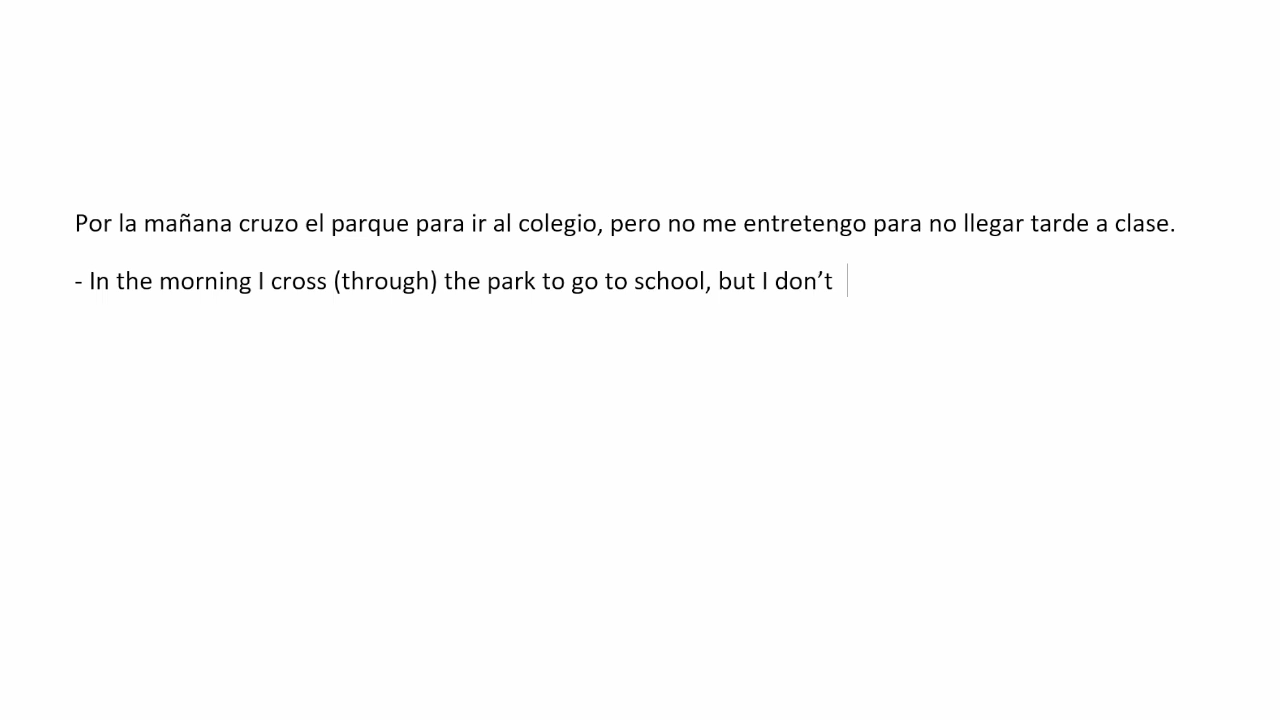 Por la mañana cruzo el parque para ir al colegio, pero no me entretengo para no llegar tarde a clase.
- In the morning I cross (through) the park to go to school, but I don’t